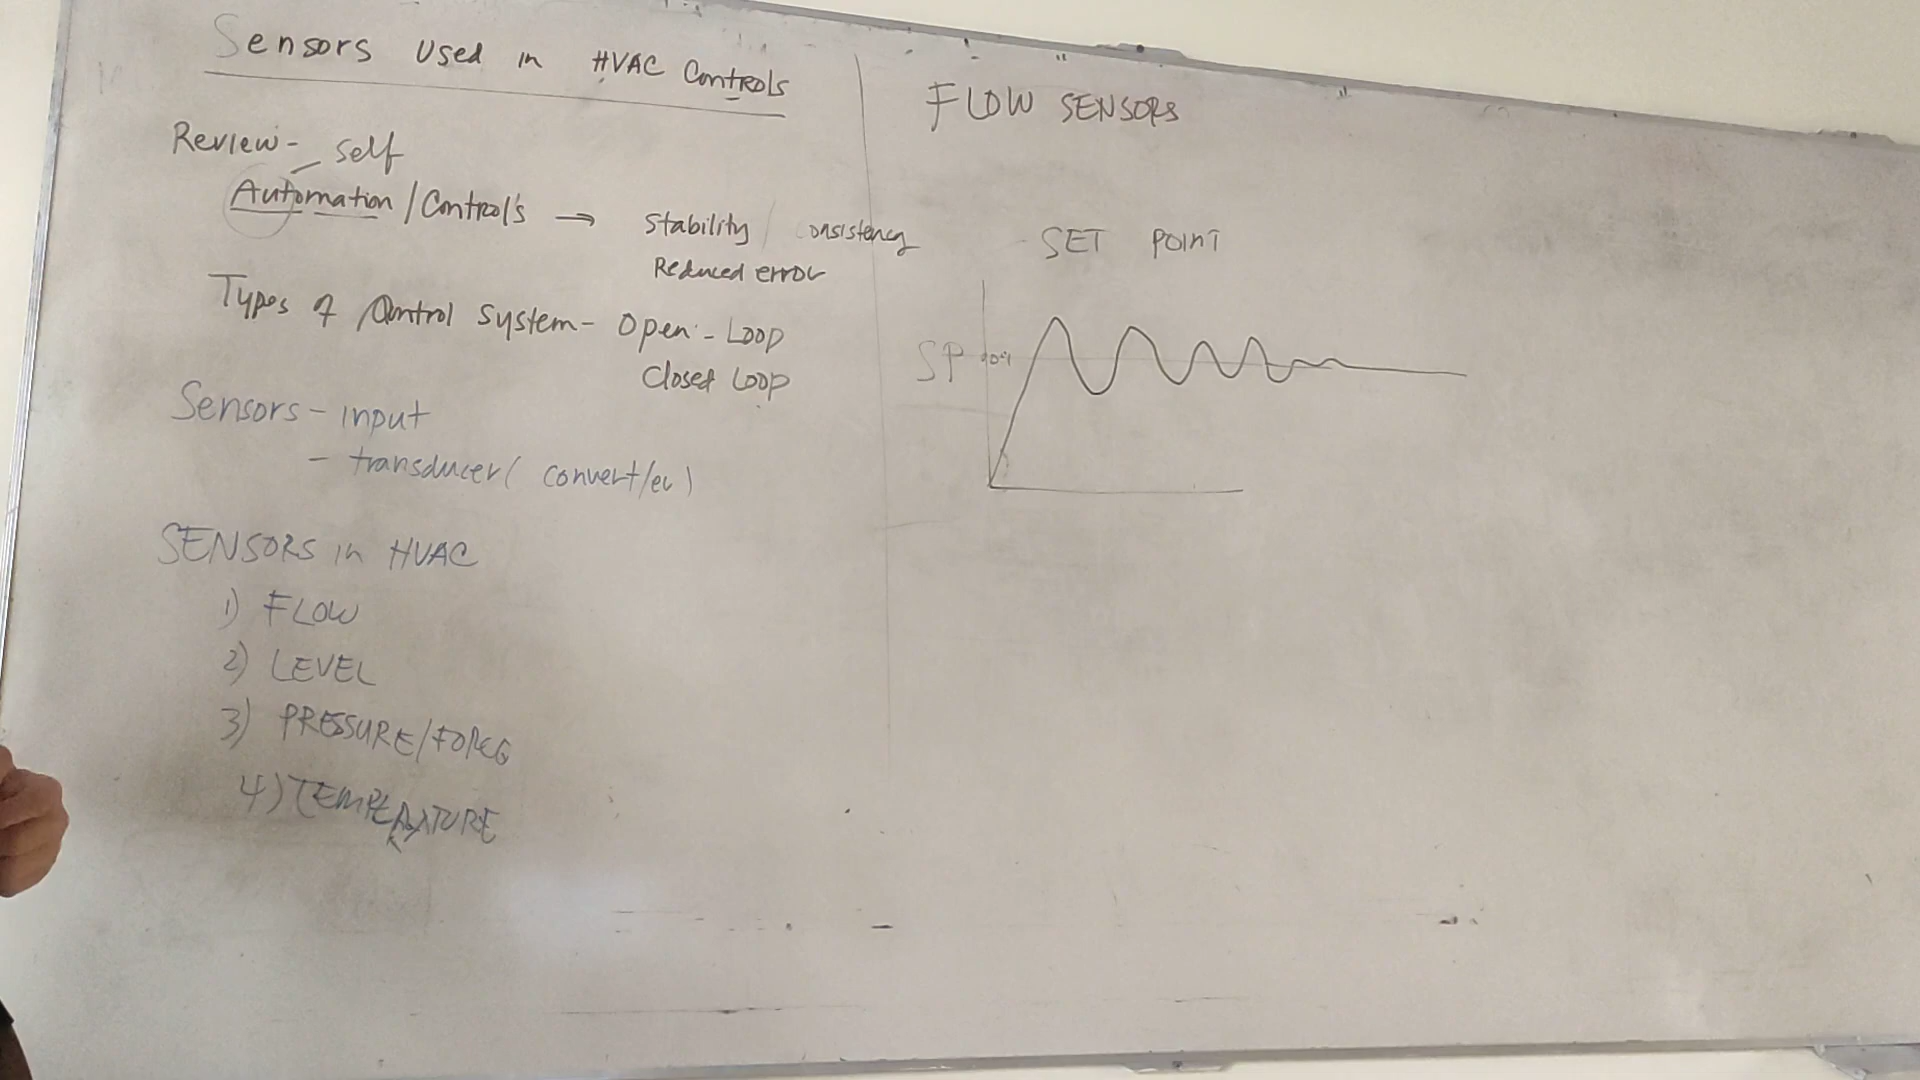 Sensors Used in HVAC Controls
Review - self
Automation / Control's → Stability / Consistency
Reduced error
Types of Control System - Open - Loop
Closed Loop
Sensors - input
- transducer ( convert/er )
SENSORS in HVAC
1) FLOW
2) LEVEL
3) PRESSURE/FORCE
4) TEMPERATURE
FLOW SENSORS
SET POINT
SP